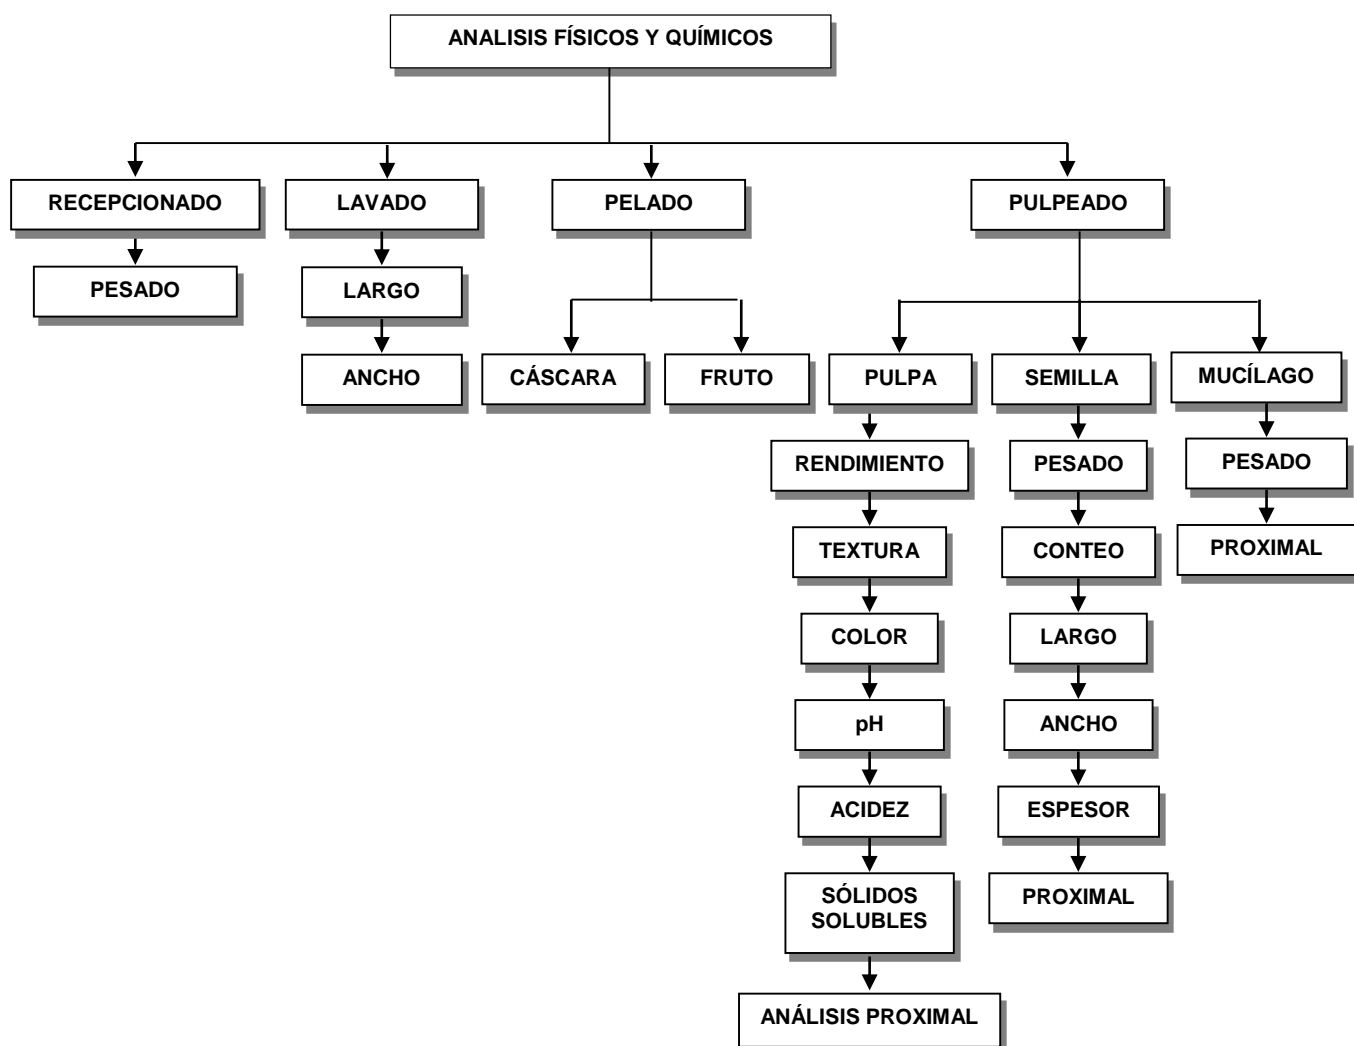 ANALISIS FÍSICOS Y QUÍMICOS
RECEPCIONADO
LAVADO
PELADO
PULPEADO
PESADO
LARGO
ANCHO
CÁSCARA
FRUTO
PULPA
SEMILLA
MUCÍLAGO
RENDIMIENTO
PESADO
PESADO
TEXTURA
CONTEO
PROXIMAL
COLOR
LARGO
pH
ANCHO
ACIDEZ
ESPESOR
SÓLIDOS
SOLUBLES
PROXIMAL
ANÁLISIS PROXIMAL